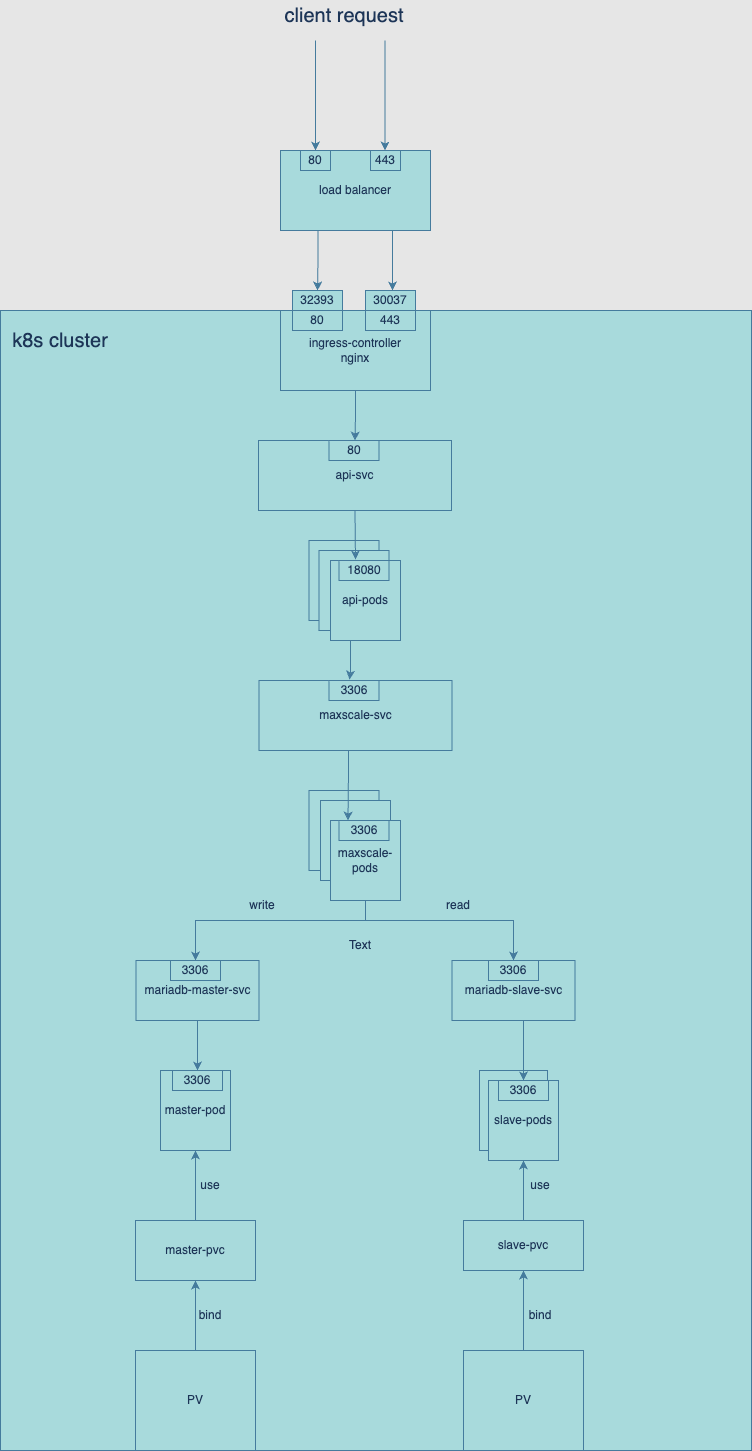 client request
80
443
load balancer
32393
30037
80
443
k8s cluster
ingress-controller
nginx
80
api-svc
18080
api-pods
3306
maxscale-svc
3306
maxscale-
pods
write
read
Text
3306
3306
mariadb-master-svc
mariadb-slave-svc
3306
3306
master-pod
slave-pods
use
use
master-pvc
slave-pvc
bind
bind
PV
PV